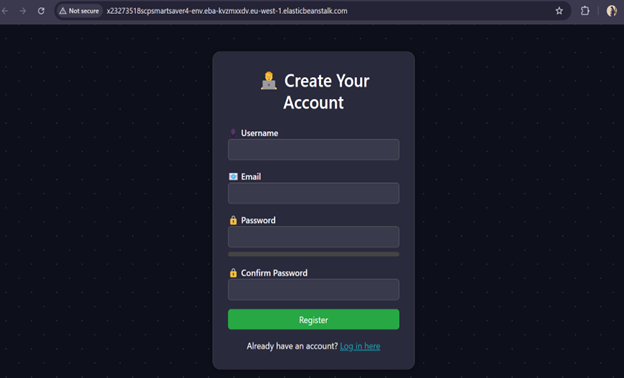 Not secure x23273518scpsmartsaver4-env.eba-kvzmxxdv.eu-west-1.elasticbeanstalk.com
Create Your
Account
Username
Email
Password
Confirm Password
Register
Already have an account? Log in here